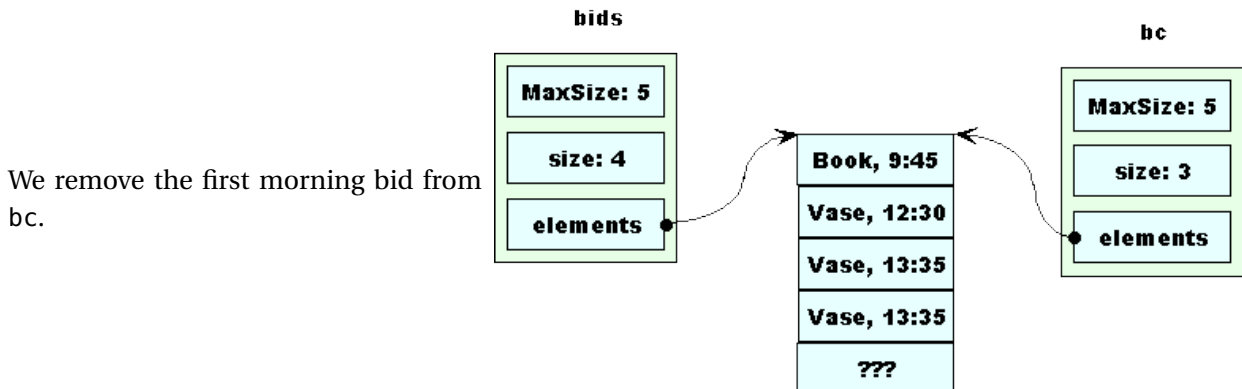 We remove the first morning bid from
bc.
bids
MaxSize: 5
size: 4
elements
Book, 9:45
Vase, 12:30
Vase, 13:35
Vase, 13:35
???
bc
MaxSize: 5
size: 3
elements